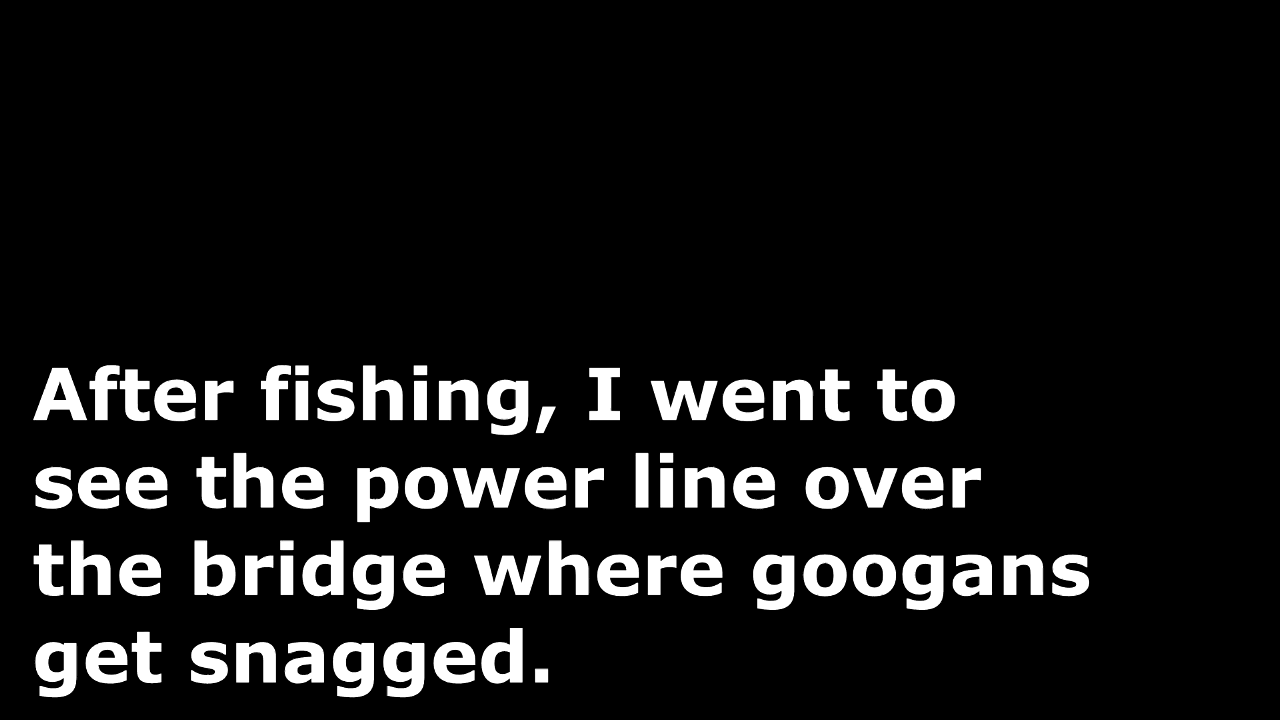 After fishing, I went to
see the power line over
the bridge where googans
get snagged.